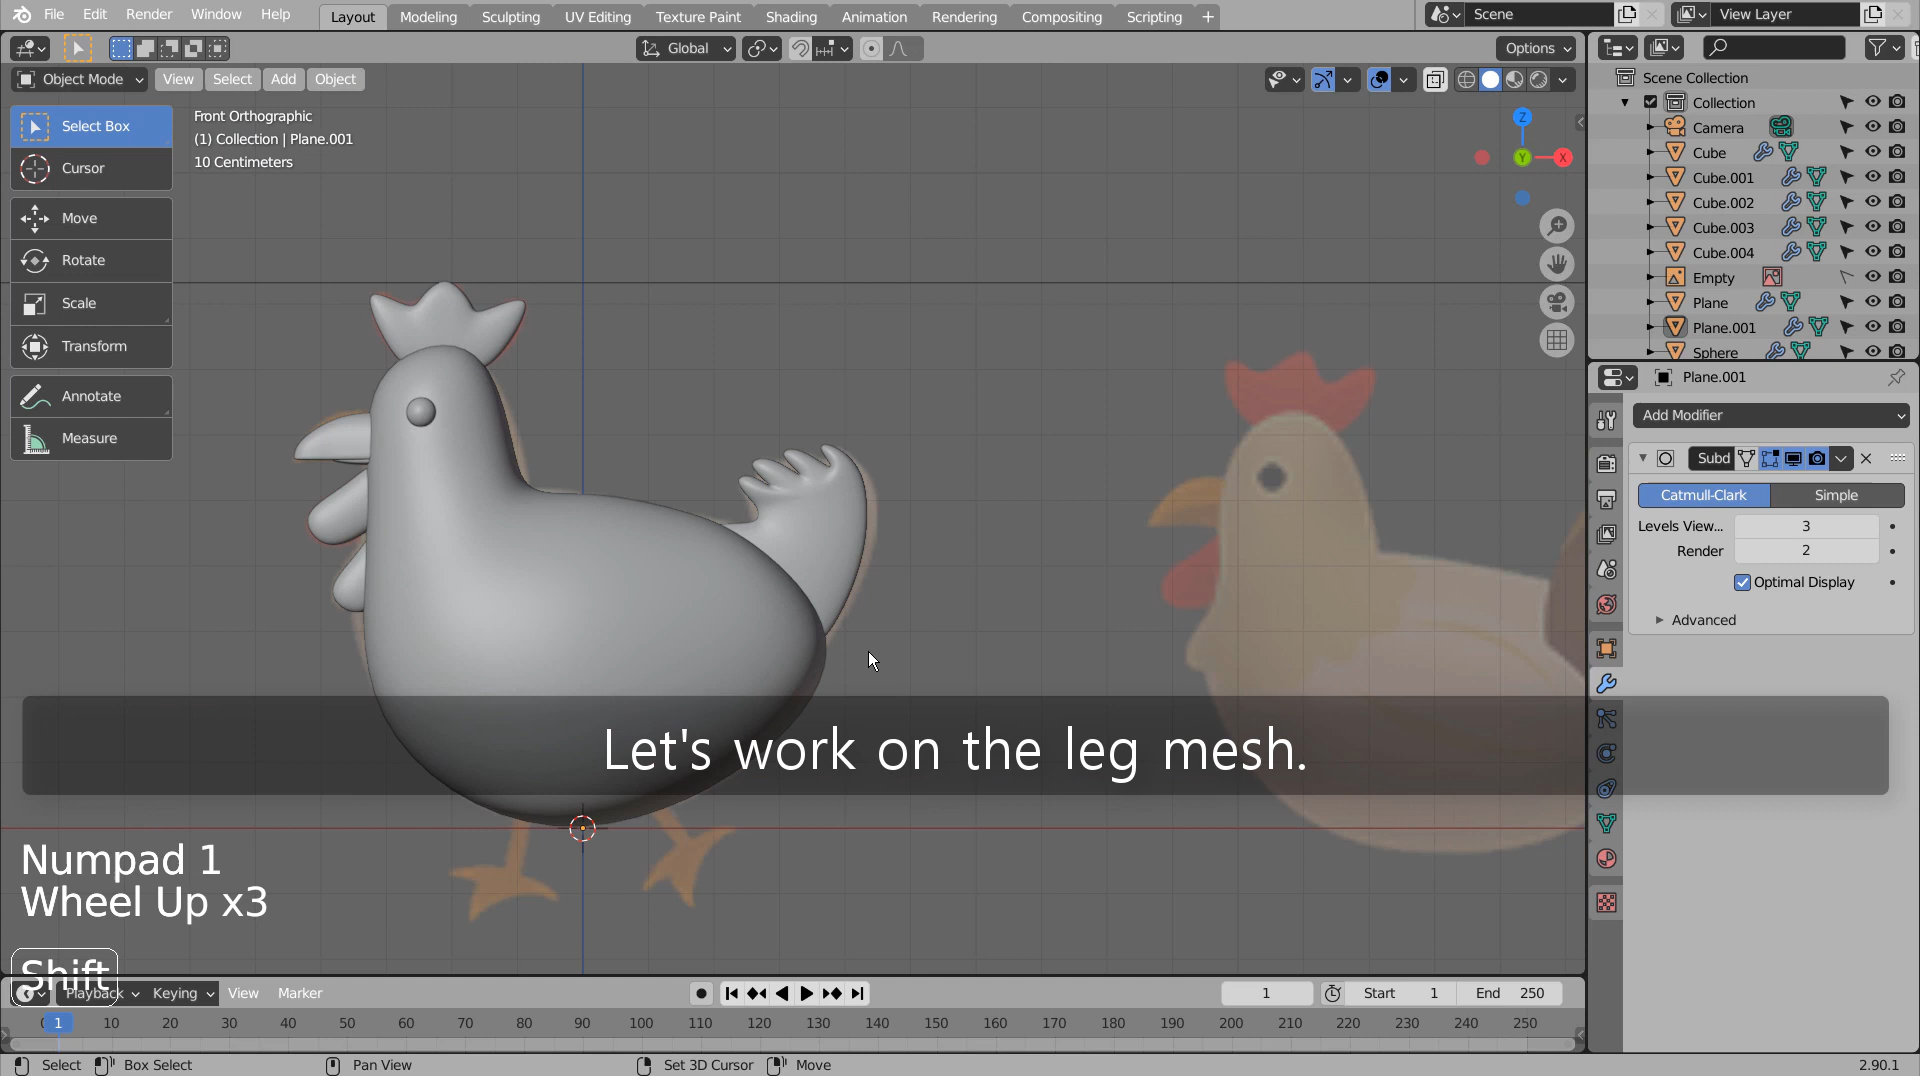 File Edit Render Window Help Layout Modeling Sculpting UV Editing Texture Paint Shading Animation Rendering Compositing Scripting + Scene View Layer
Global Options
Object Mode View Select Add Object
Select Box
Cursor
Move
Rotate
Scale
Transform
Annotate
Measure
Front Orthographic
(1) Collection | Plane.001
10 Centimeters
Z
Y
X
Scene Collection
Collection
Camera
Cube
Cube.001
Cube.002
Cube.003
Cube.004
Empty
Plane
Plane.001
Sphere
Plane.001
Add Modifier
Subd
Catmull-Clark Simple
Levels View... 3
Render 2
Optimal Display
Advanced
Let's work on the leg mesh.
Numpad 1
Wheel Up x3
Shift
Playback Keying View Marker 1 Start 1 End 250
0 1 10 20 30 40 50 60 70 80 90 100 110 120 130 140 150 160 170 180 190 200 210 220 230 240 250
Select Box Select Pan View Set 3D Cursor Move 2.90.1